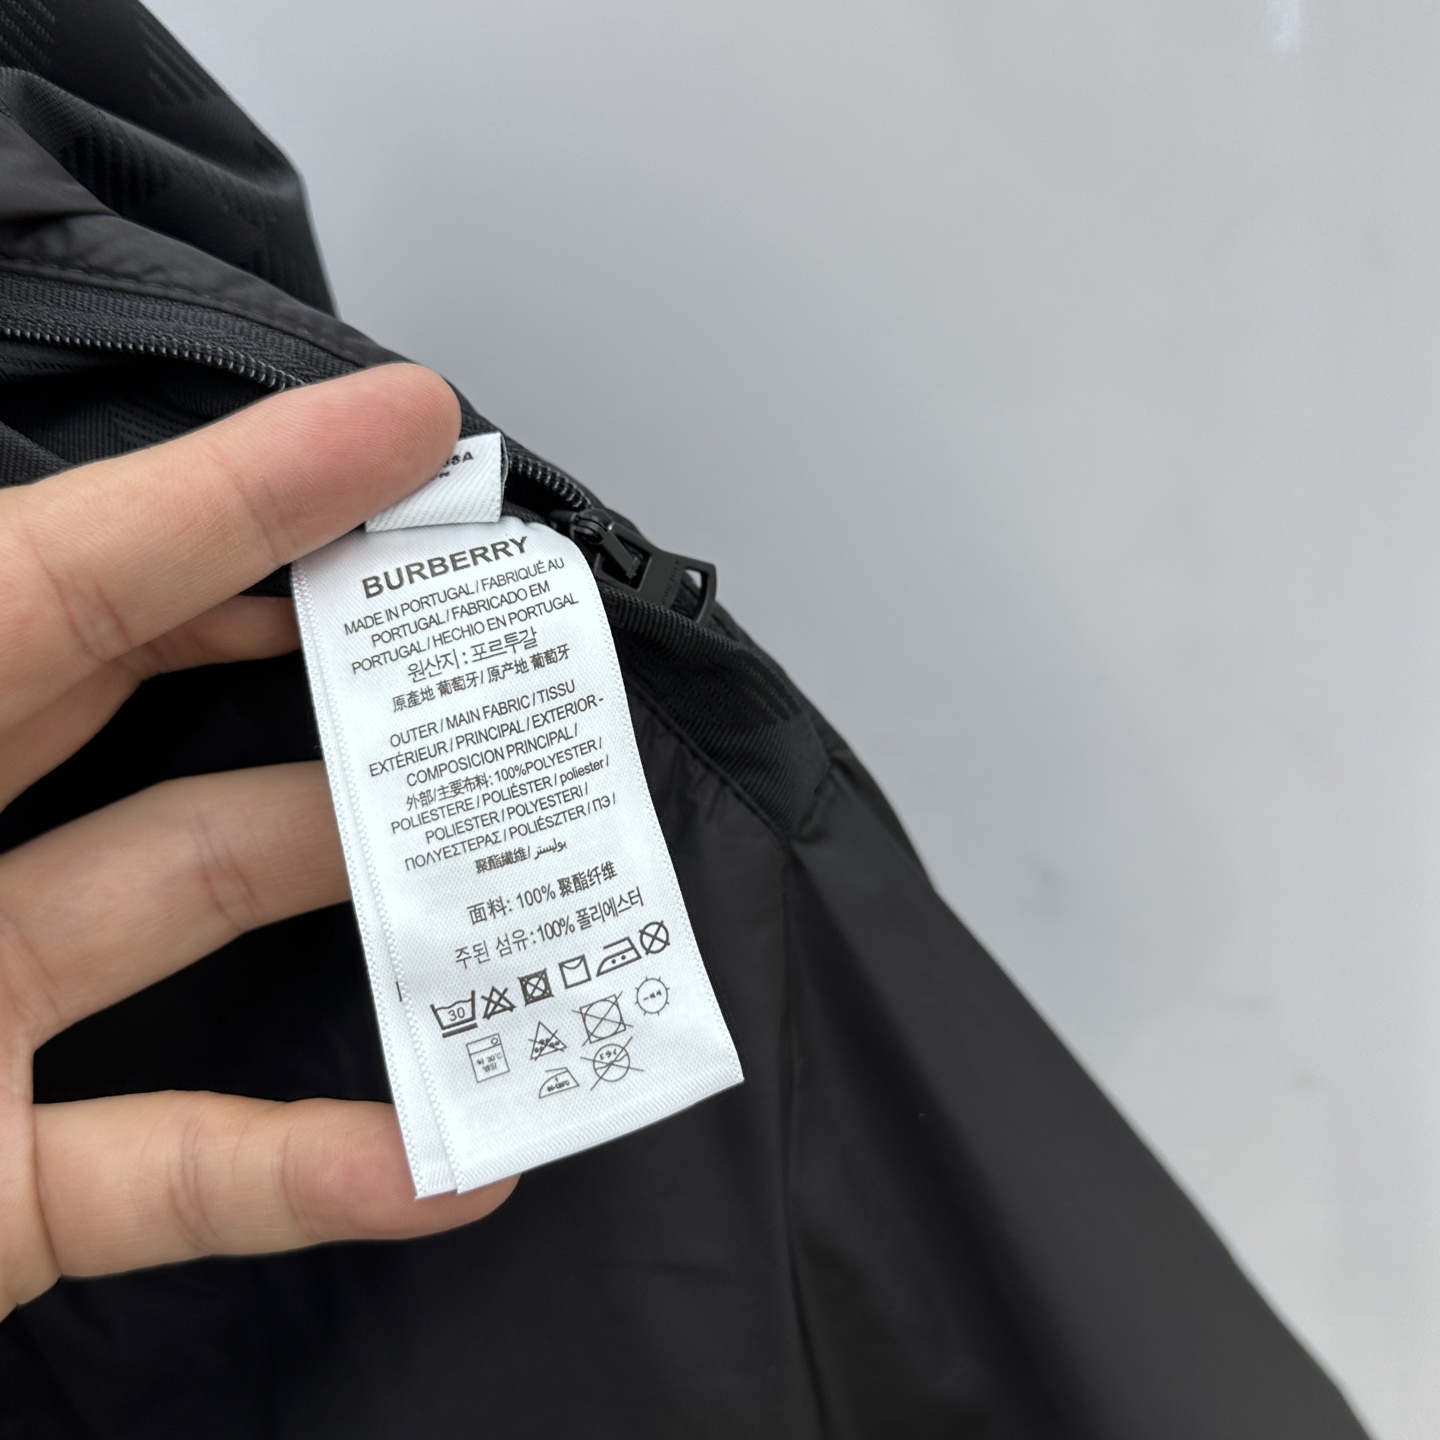 BURBERRY
MADE IN PORTUGAL / FABRIQUÉ AU
PORTUGAL / FABRICADO EM
PORTUGAL / HECHO EN PORTUGAL
원산지 : 포르투갈
原產地 葡萄牙 / 原产地 葡萄牙
OUTER / MAIN FABRIC / TISSU
EXTÉRIEUR / PRINCIPAL / EXTERIOR-
COMPOSICION PRINCIPAL /
外部/主要布料: 100%POLYESTER /
POLIESTERE / POLIÉSTER / poliester /
POLIESTER / POLYESTERI /
ΠΟΛΥΕΣΤΕΡΑΣ / POLIÉSZTER / ПЭ /
聚酯纖維/ بوليستر
面料: 100% 聚酯纤维
주된 섬유:100% 폴리에스터
30